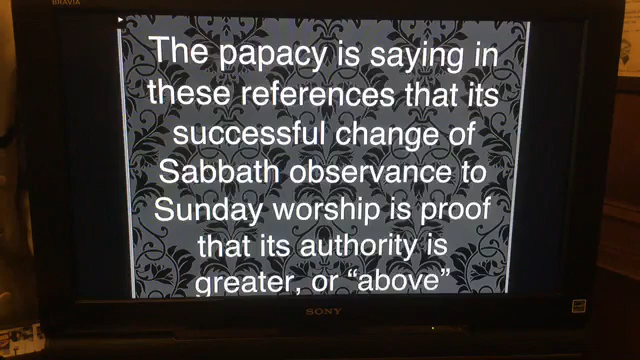 BRAVIA
The papacy is saying in
these references that its
successful change of
Sabbath observance to
Sunday worship is proof
that its authority is
greater, or “above”
SONY